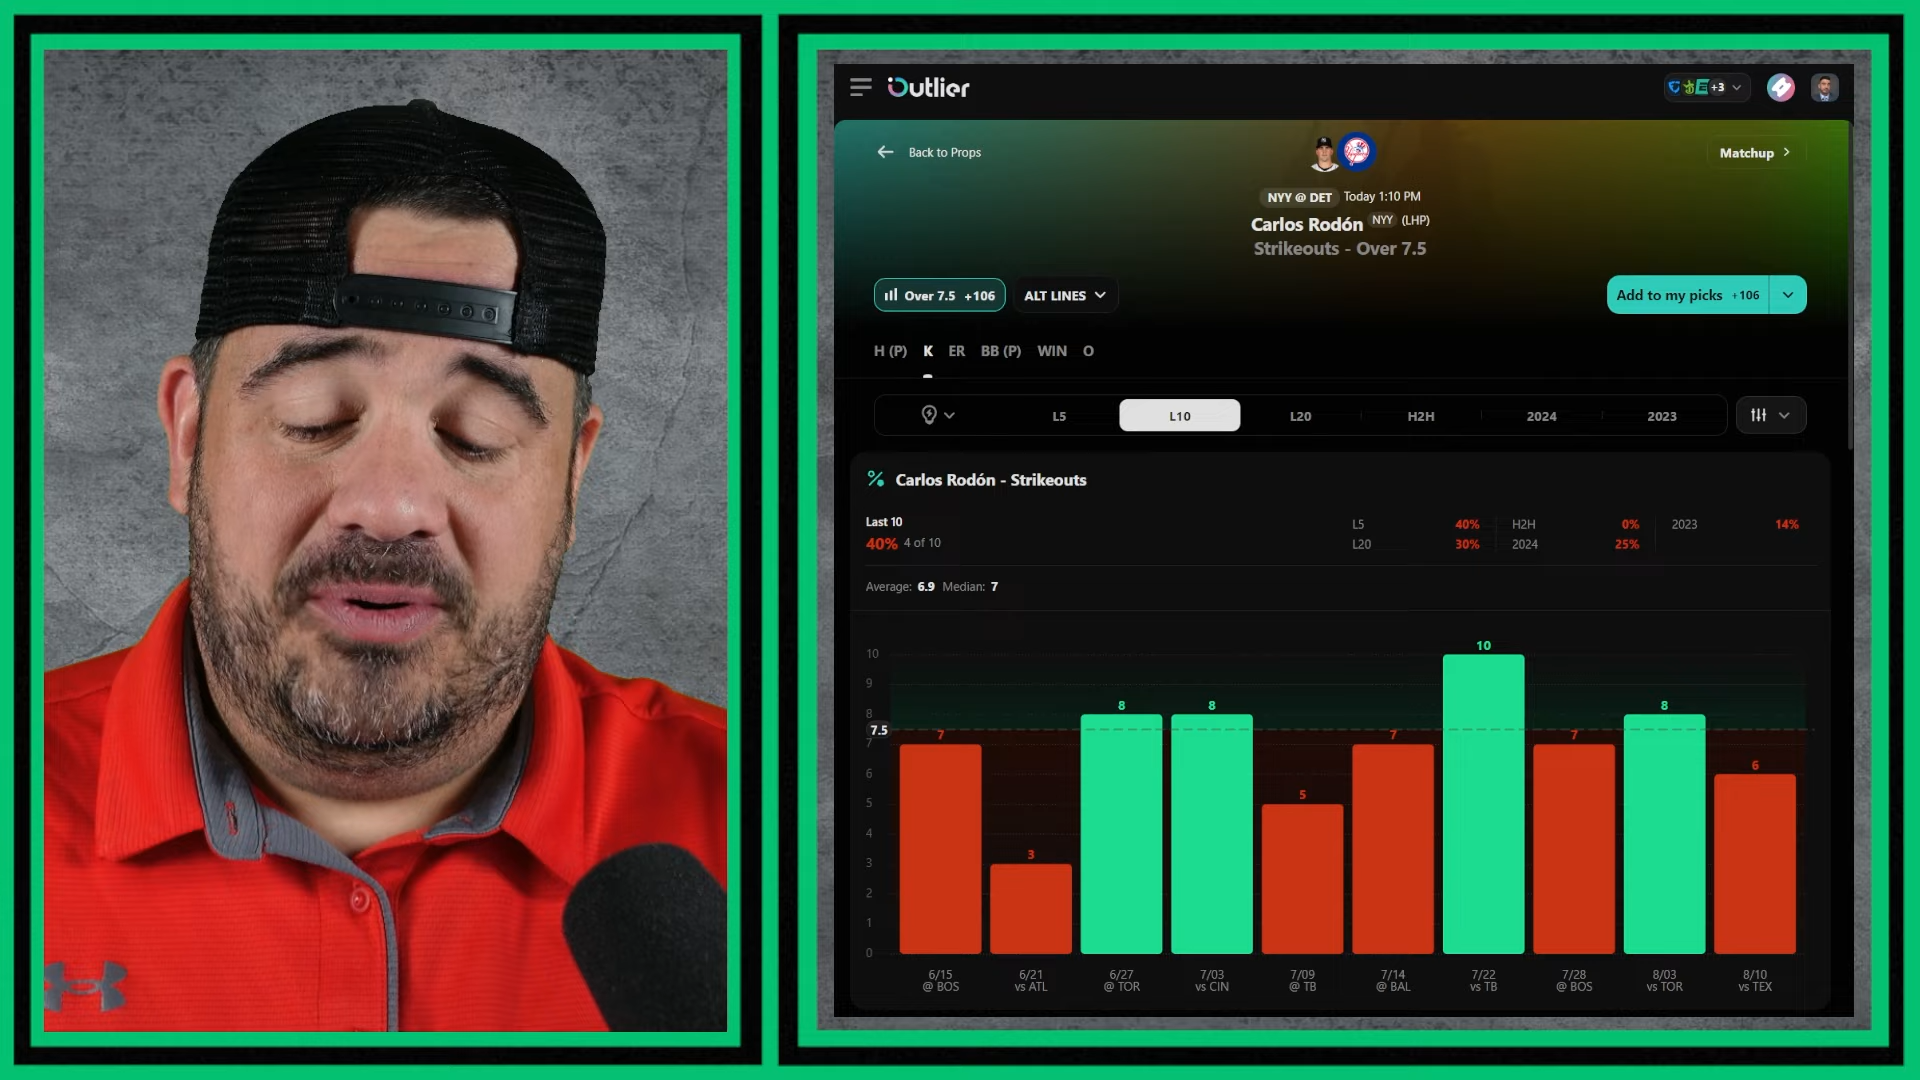 Outlier
+3
Back to Props
Matchup
NYY @ DET Today 1:10 PM
Carlos Rodón NYY (LHP)
Strikeouts - Over 7.5
Over 7.5 +106 ALT LINES
Add to my picks +106
H (P) K ER BB (P) WIN O
L5 L10 L20 H2H 2024 2023
Carlos Rodón - Strikeouts
Last 10
40% 4 of 10
L5 40% H2H 0% 2023 14%
L20 30% 2024 25%
Average: 6.9 Median: 7
10
9
8
7.5
7
6
5
4
3
2
1
0
7 3 8 8 5 7 10 7 8 6
6/15 6/21 6/27 7/03 7/09 7/14 7/22 7/28 8/03 8/10
@ BOS vs ATL @ TOR vs CIN @ TB @ BAL vs TB @ BOS vs TOR vs TEX